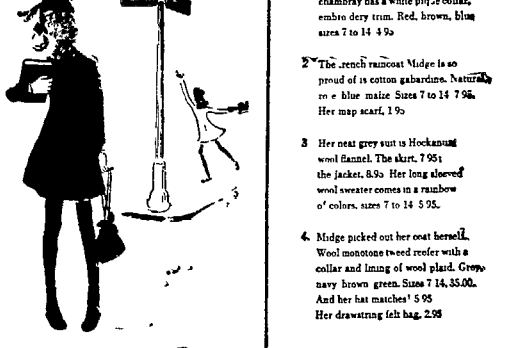 chambray has a white pique collar,
embro dery trim. Red, brown, blue
sizes 7 to 14 4 95
2 The trench raincoat Midge is so
proud of is cotton gabardine. Natural
ro e blue maize Sizes 7 to 14 7 95.
Her map scarf, 1 95
3 Her neat grey suit is Hockanum
wool flannel. The skirt, 7 95;
the jacket, 8.95 Her long sleeved
wool sweater comes in a rainbow
of colors, sizes 7 to 14 5 95.
4. Midge picked out her coat herself.
Wool monotone tweed reefer with a
collar and lining of wool plaid. Grey,
navy brown green. Sizes 7 14, 35.00.
And her hat matches' 5 95
Her drawstring felt bag, 2.95